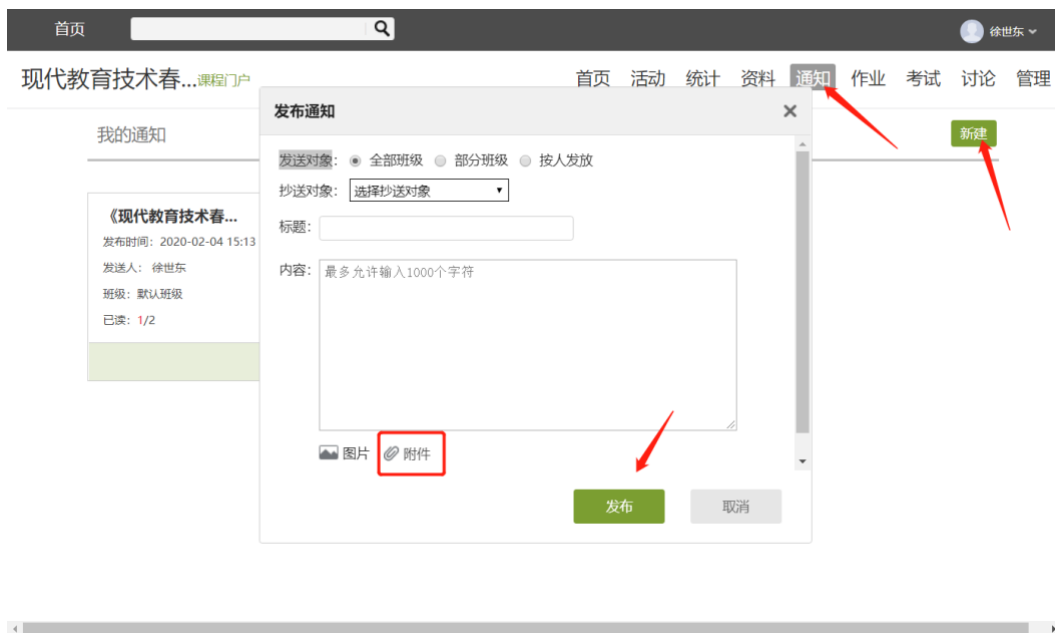 首页
徐世东
现代教育技术春...课程门户
首页 活动 统计 资料 通知 作业 考试 讨论 管理
发布通知
我的通知
新建
发送对象: 全部班级 部分班级 按人发放
抄送对象: 选择抄送对象
标题:
《现代教育技术春...
发布时间: 2020-02-04 15:13
发送人: 徐世东
班级: 默认班级
已读: 1/2
内容: 最多允许输入1000个字符
图片 附件
发布 取消